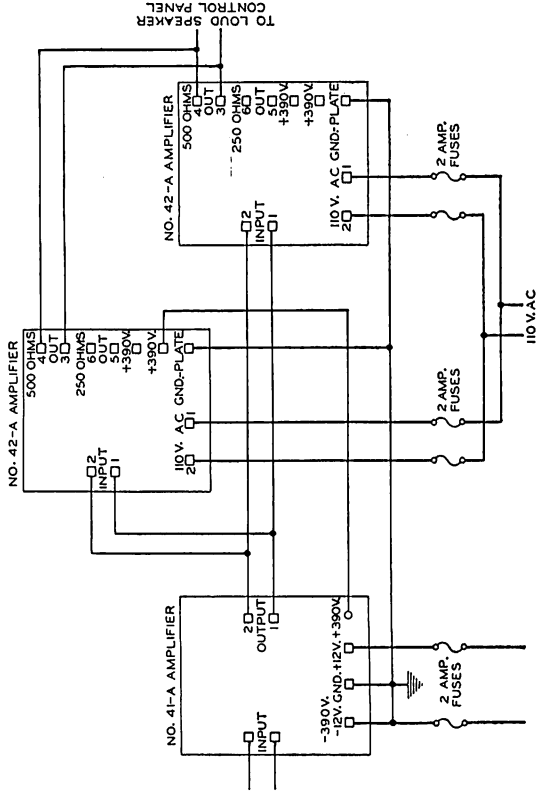 TO LOUD SPEAKER
CONTROL PANEL
NO. 42-A AMPLIFIER
500 OHMS
4
OUT
3
250 OHMS
6
OUT
5
+390V.
+390V.
GND.-PLATE
2
INPUT
1
110 V. AC
2
1
2 AMP.
FUSES
NO. 42-A AMPLIFIER
500 OHMS
4
OUT
3
250 OHMS
6
OUT
5
+390V.
+390V.
GND.-PLATE
2
INPUT
1
110V. AC
2
1
2 AMP.
FUSES
110 V. AC
NO. 41-A AMPLIFIER
INPUT
2
OUTPUT
1
-390V.
-12V. GND. +12V. +390V.
2 AMP.
FUSES